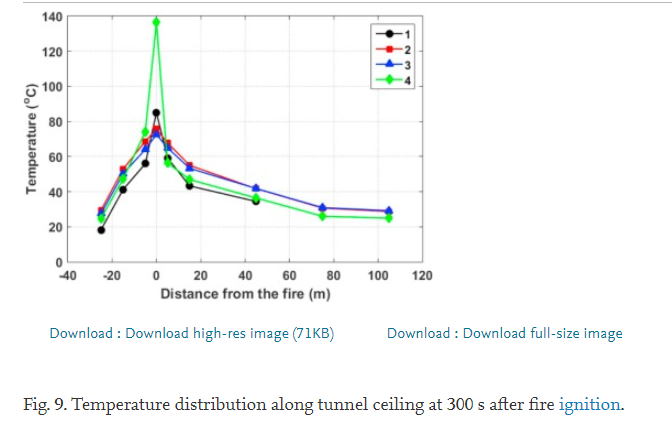 140
120
100
80
60
40
20
0
Temperature (°C)
1
2
3
4
-40 -20 0 20 40 60 80 100 120
Distance from the fire (m)
Download : Download high-res image (71KB) Download : Download full-size image
Fig. 9. Temperature distribution along tunnel ceiling at 300 s after fire ignition.